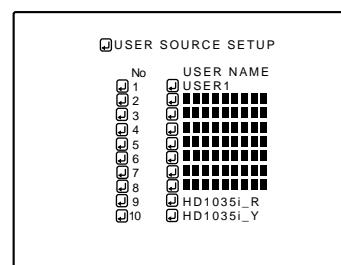 USER SOURCE SETUP
No USER NAME
1 USER1
2
3
4
5
6
7
8
9 HD1035i_R
10 HD1035i_Y